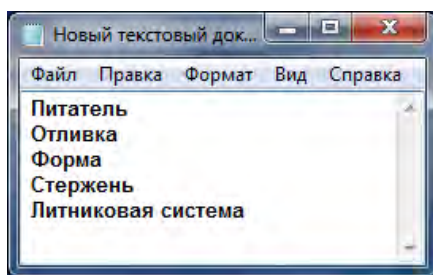 Новый текстовый док...
Файл Правка Формат Вид Справка
Питатель
Отливка
Форма
Стержень
Литниковая система